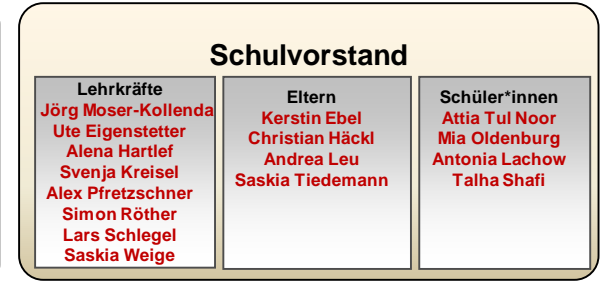 Schulvorstand
Lehrkräfte
Jörg Moser-Kollenda
Ute Eigenstetter
Alena Hartlef
Svenja Kreisel
Alex Pfretzschner
Simon Röther
Lars Schlegel
Saskia Weige
Eltern
Kerstin Ebel
Christian Häckl
Andrea Leu
Saskia Tiedemann
Schüler*innen
Attia Tul Noor
Mia Oldenburg
Antonia Lachow
Talha Shafi